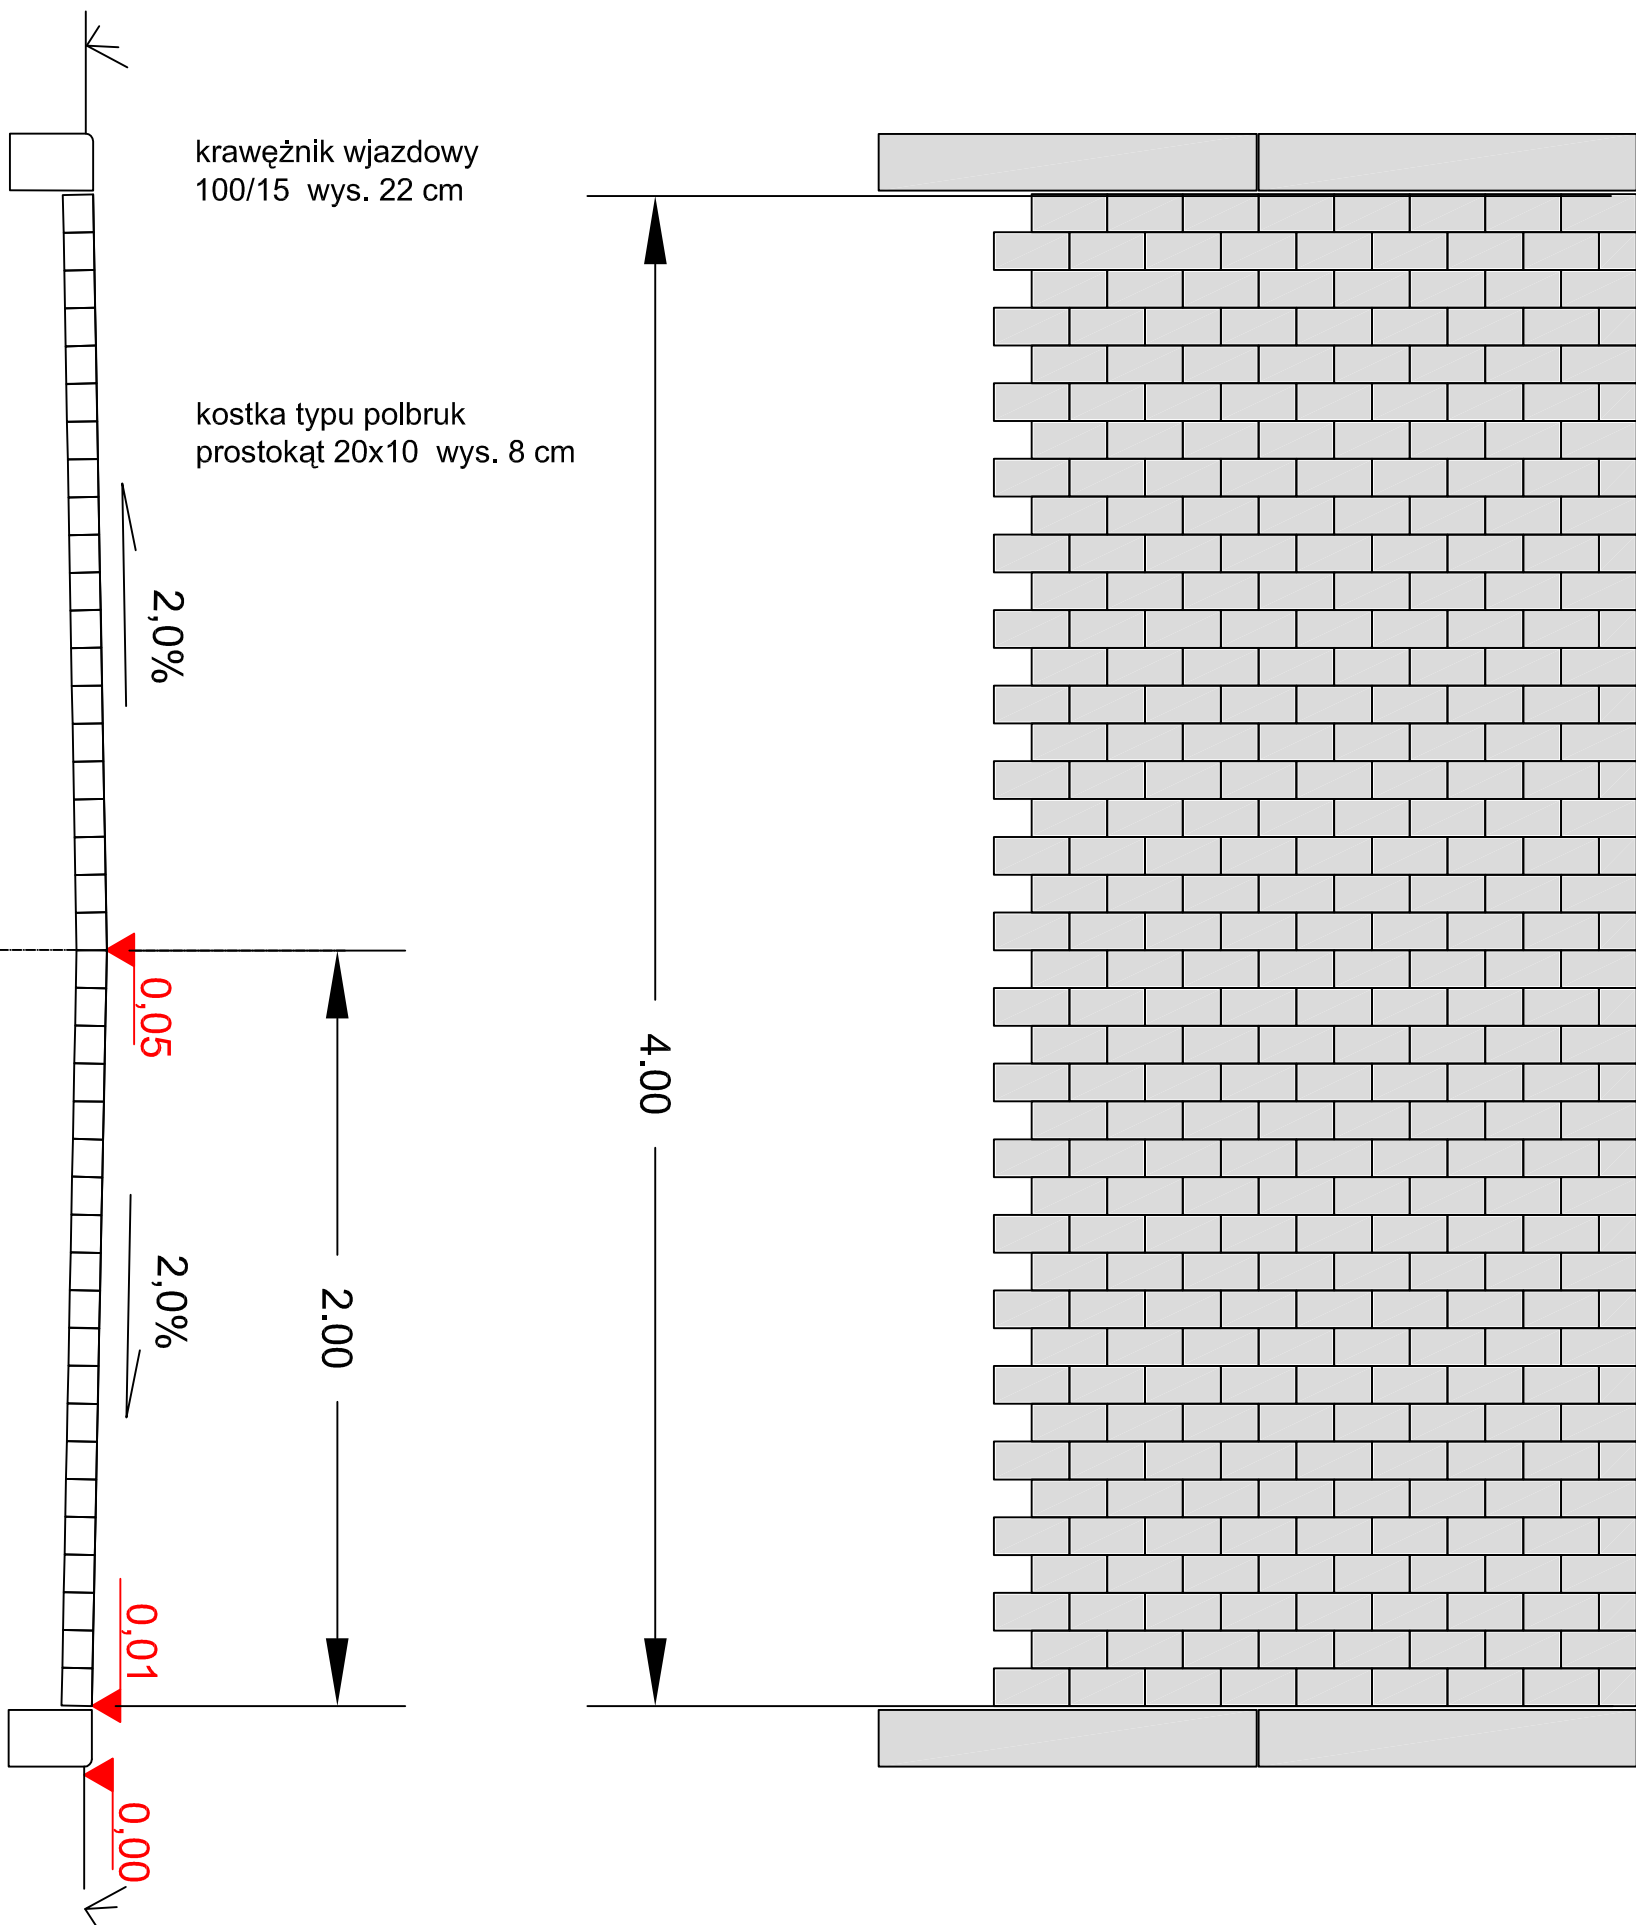 krawężnik wjazdowy
100/15 wys. 22 cm
kostka typu polbruk
prostokąt 20x10 wys. 8 cm
2,0%
0,05
4.00
2,0%
2.00
0,01
0,00